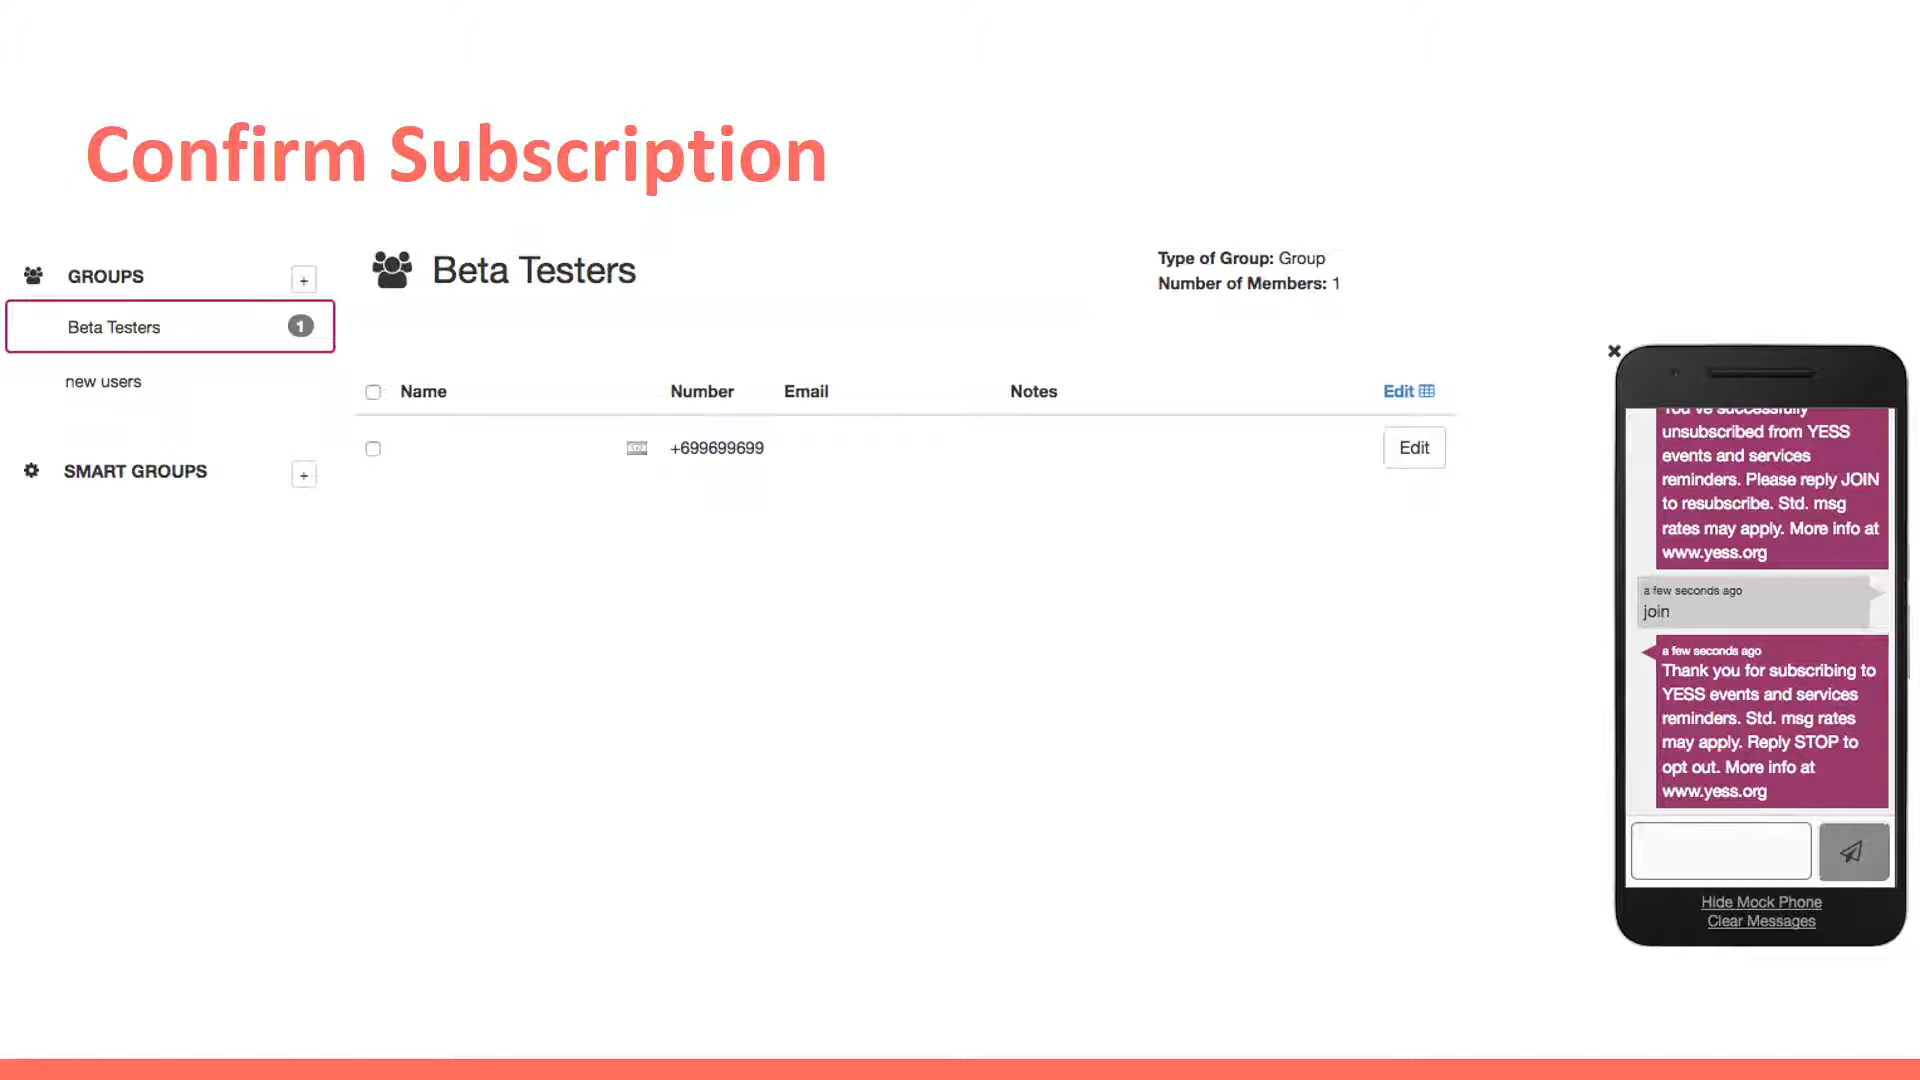 Confirm Subscription
GROUPS
+
Beta Testers
1
new users
SMART GROUPS
+
Beta Testers
Type of Group: Group
Number of Members: 1
Name Number Email Notes Edit
+699699699 Edit
You've successfully
unsubscribed from YESS
events and services
reminders. Please reply JOIN
to resubscribe. Std. msg
rates may apply. More info at
www.yess.org
a few seconds ago
join
a few seconds ago
Thank you for subscribing to
YESS events and services
reminders. Std. msg rates
may apply. Reply STOP to
opt out. More info at
www.yess.org
Hide Mock Phone
Clear Messages